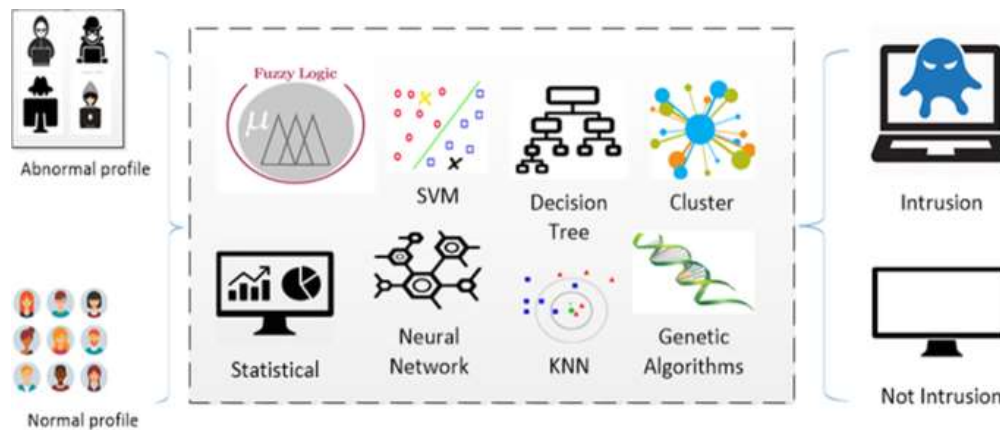 Abnormal profile
Normal profile
Fuzzy Logic
μ
SVM
Decision
Tree
Cluster
Statistical
Neural
Network
KNN
Genetic
Algorithms
Intrusion
Not Intrusion